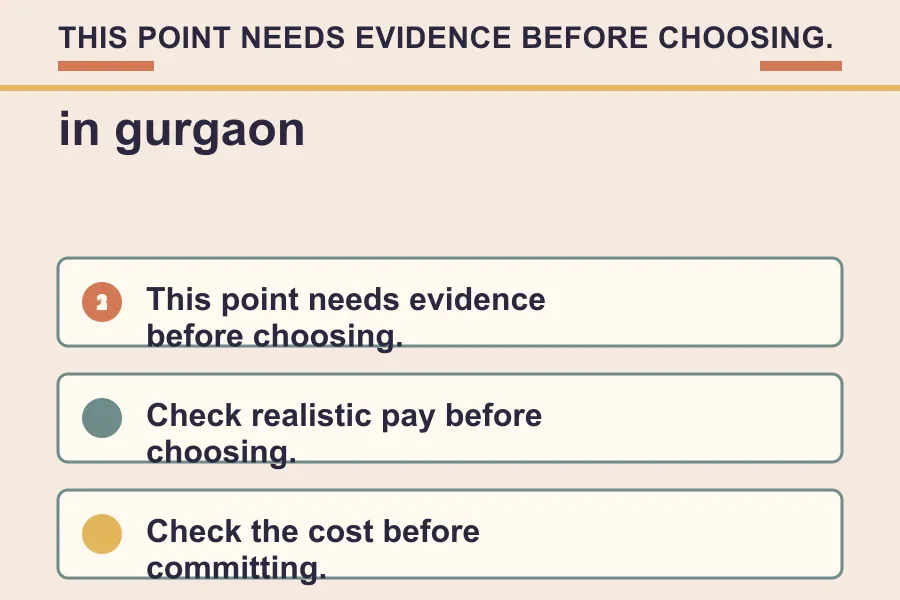 THIS POINT NEEDS EVIDENCE BEFORE CHOOSING.
in gurgaon
This point needs evidence
before choosing.
Check realistic pay before
choosing.
Check the cost before
committing.